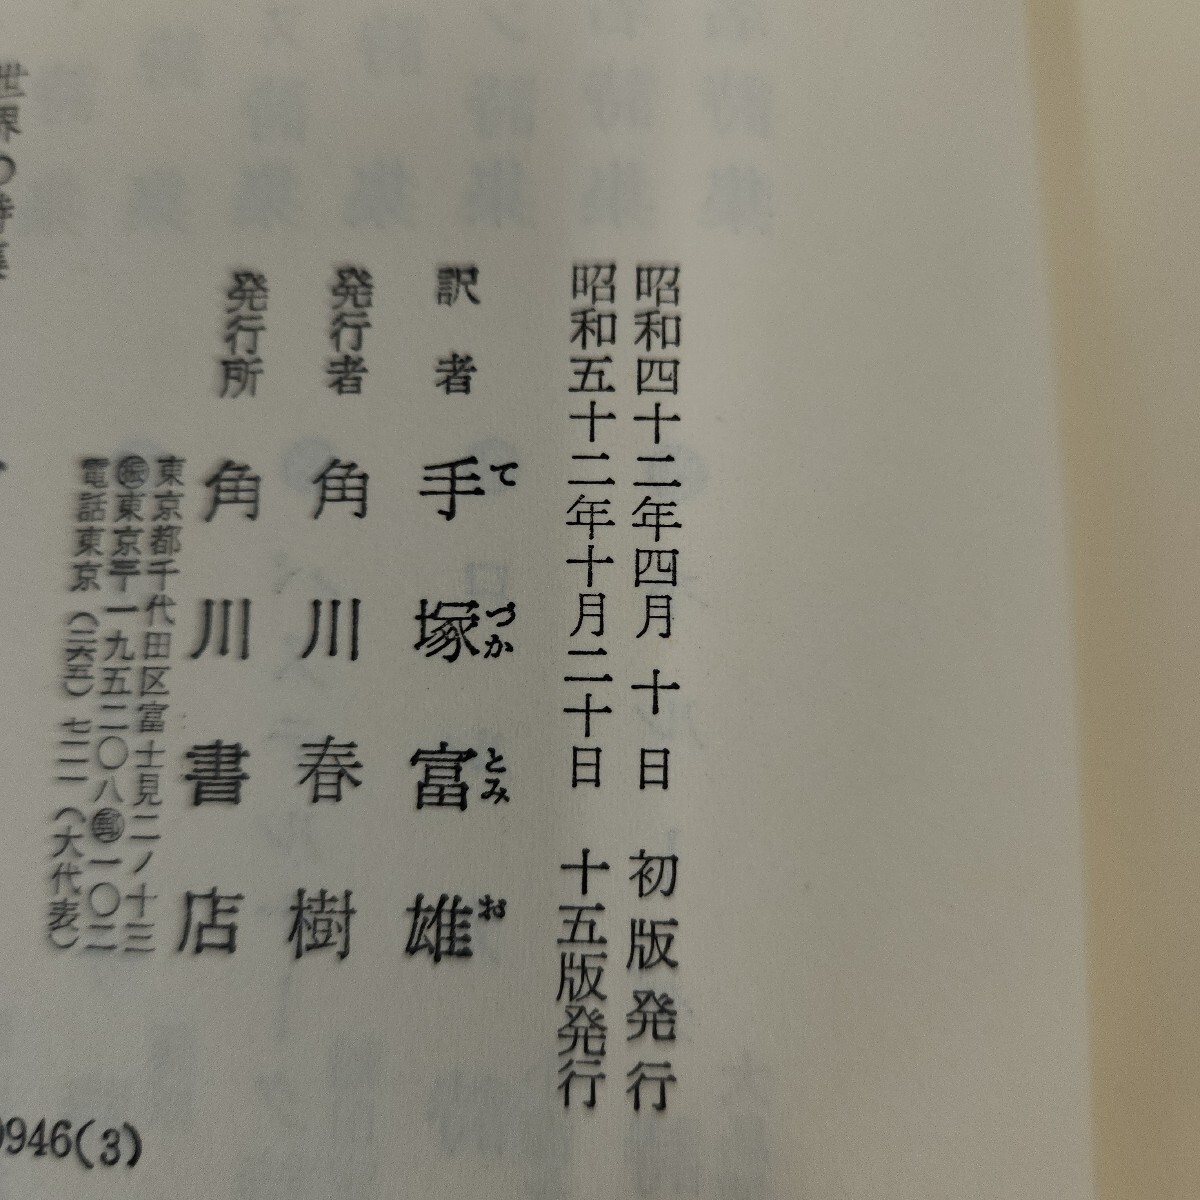 昭和四十二年四月十日 初版発行
昭和五十二年十月二十日 十五版発行
訳者 手塚富雄
て づか とみ お
発行者 角川春樹
発行所 角川書店
東京都千代田区富士見二ノ十三
㊞東京㊦一九五二〇八㊞一〇二
電話東京(二六五)七一一一(大代表)
世界の詩集
0946(3)